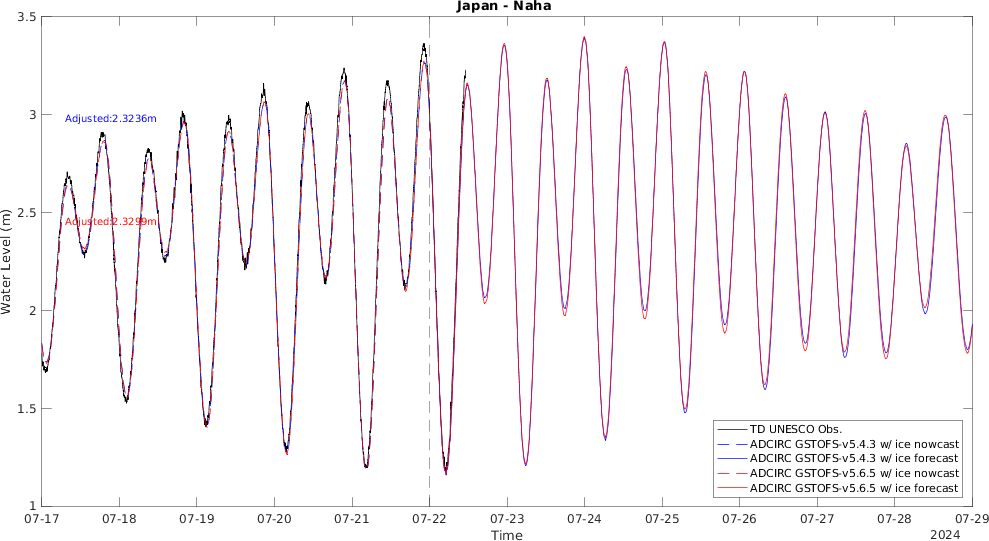 Japan - Naha
3.5
3
2.5
2
1.5
1
Water Level (m)
Adjusted:2.3236m
Adjusted:2.3299m
TD UNESCO Obs.
ADCIRC GSTOFS-v5.4.3 w/ ice nowcast
ADCIRC GSTOFS-v5.4.3 w/ ice forecast
ADCIRC GSTOFS-v5.6.5 w/ ice nowcast
ADCIRC GSTOFS-v5.6.5 w/ ice forecast
07-17 07-18 07-19 07-20 07-21 07-22 07-23 07-24 07-25 07-26 07-27 07-28 07-29
Time
2024